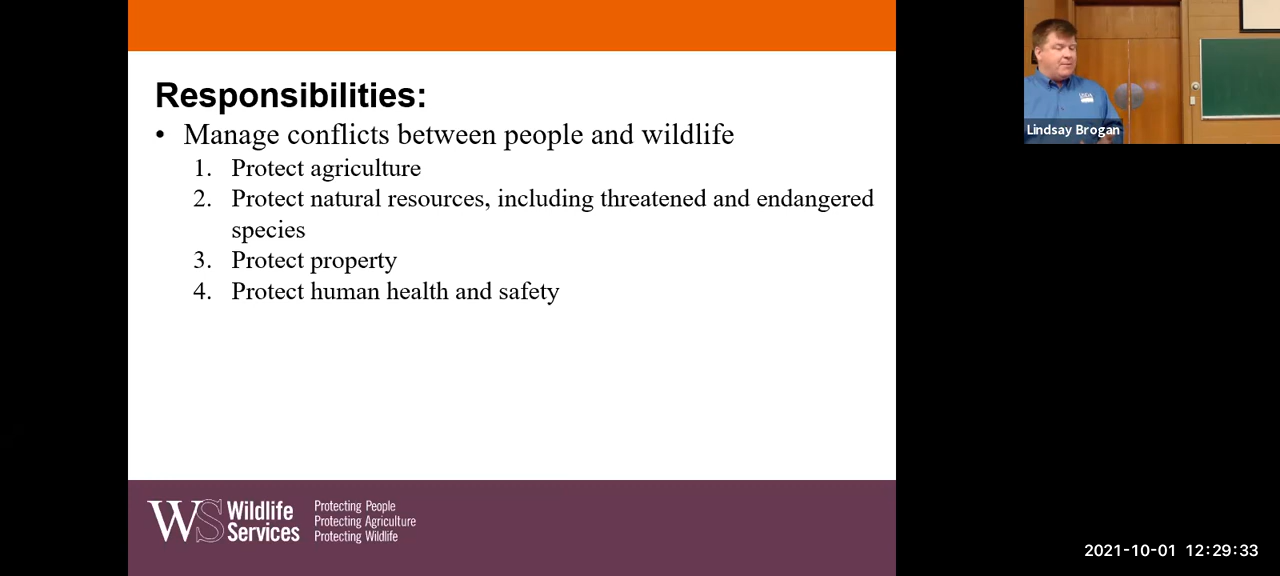 Responsibilities:
• Manage conflicts between people and wildlife
1. Protect agriculture
2. Protect natural resources, including threatened and endangered
species
3. Protect property
4. Protect human health and safety
WS Wildlife
Services
Protecting People
Protecting Agriculture
Protecting Wildlife
USDA
Lindsay Brogan
2021-10-01 12:29:33